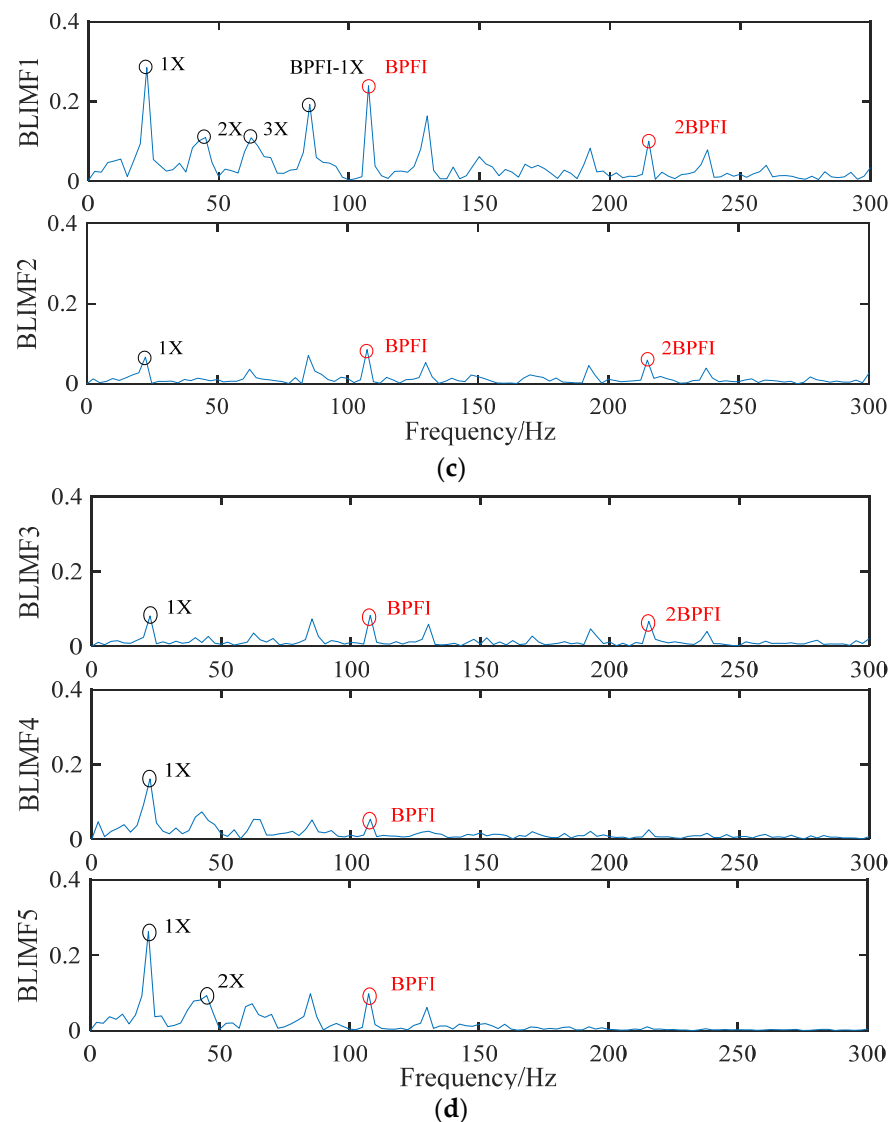 0.4
1X
BPFI-1X
BPFI
BLIMF1
0.2
2X
3X
2BPFI
0
0
50
100
150
200
250
300
0.4
BLIMF2
0.2
1X
BPFI
2BPFI
0
0
50
100
150
200
250
300
Frequency/Hz
(c)
0.4
BLIMF3
0.2
1X
BPFI
2BPFI
0
0
50
100
150
200
250
300
0.4
BLIMF4
0.2
1X
BPFI
0
0
50
100
150
200
250
300
0.4
BLIMF5
1X
0.2
2X
BPFI
0
0
50
100
150
200
250
300
Frequency/Hz
(d)